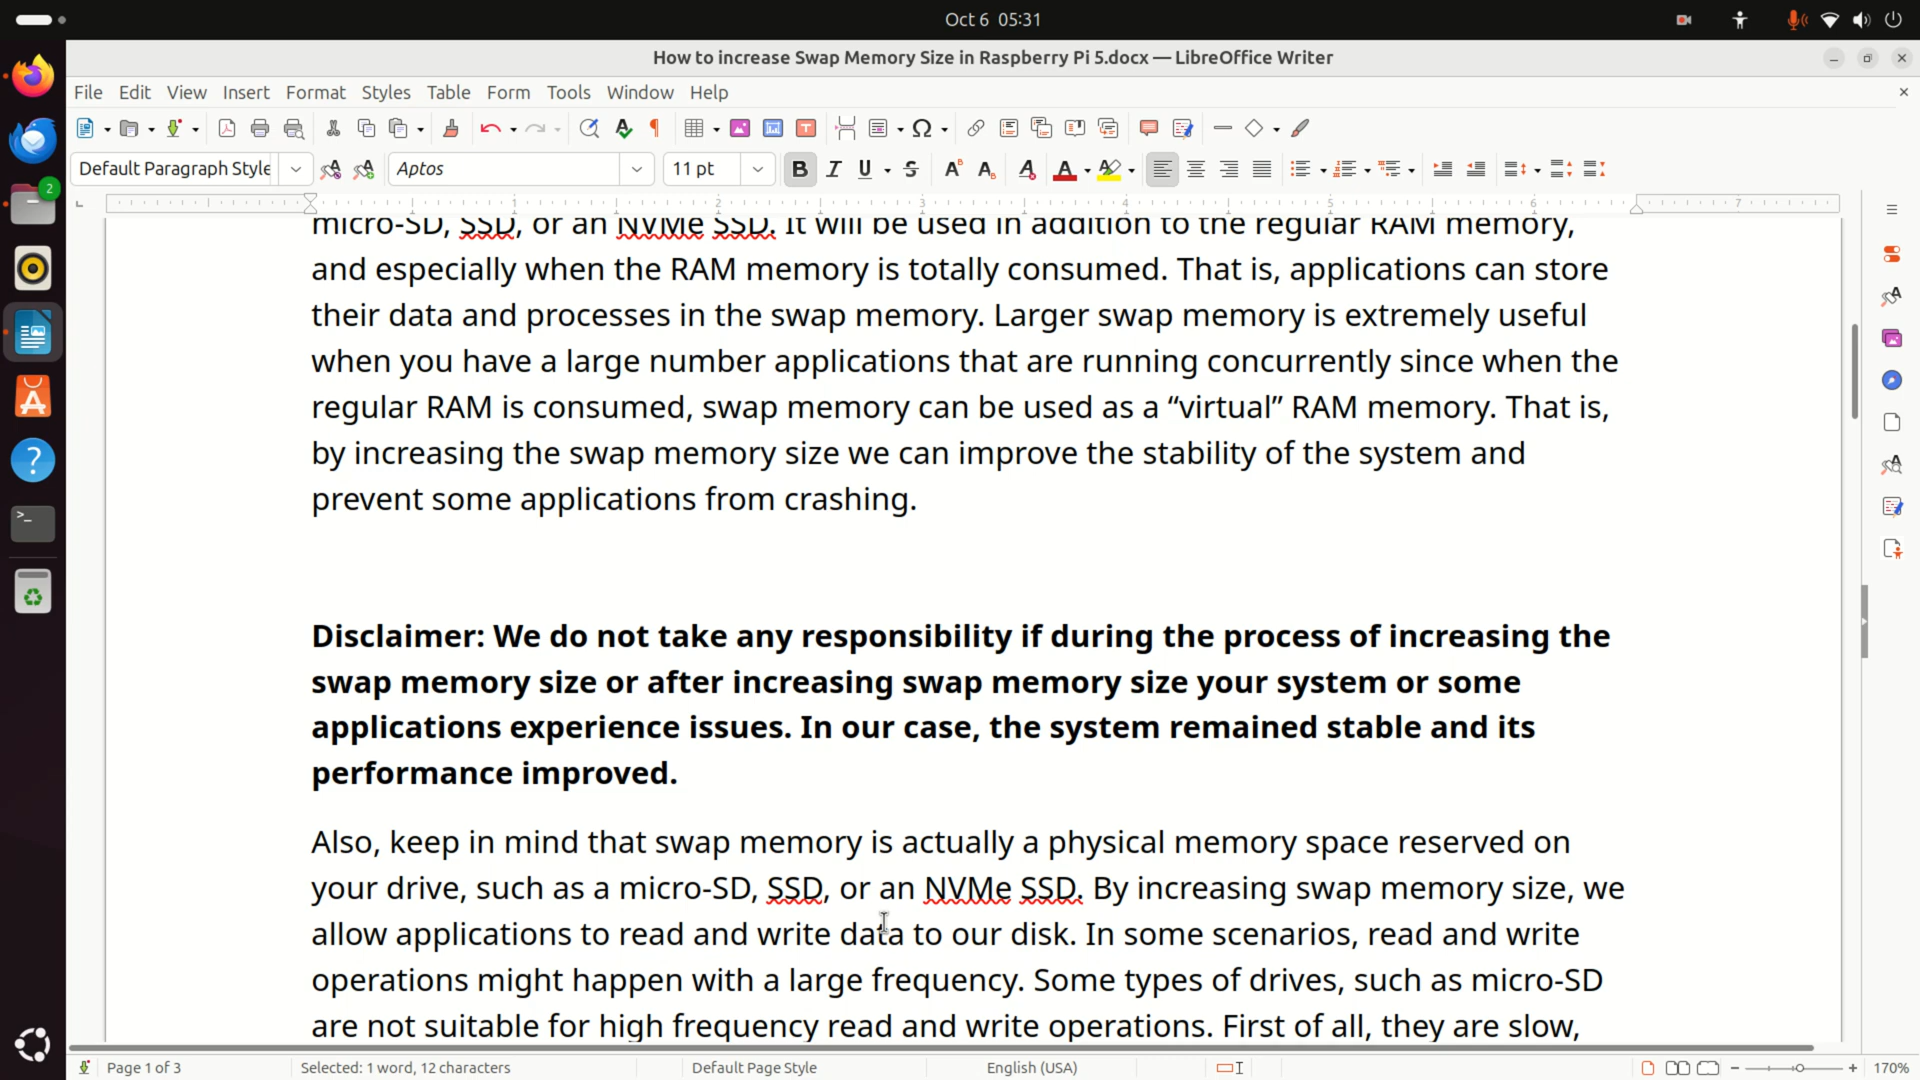 Oct 6 05:31
How to increase Swap Memory Size in Raspberry Pi 5.docx — LibreOffice Writer
File Edit View Insert Format Styles Table Form Tools Window Help
Default Paragraph Style Aptos 11 pt
2
1 2 3 4 5 6 7
micro-SD, SSD, or an NVMe SSD. It will be used in addition to the regular RAM memory,
and especially when the RAM memory is totally consumed. That is, applications can store
their data and processes in the swap memory. Larger swap memory is extremely useful
when you have a large number applications that are running concurrently since when the
regular RAM is consumed, swap memory can be used as a “virtual” RAM memory. That is,
by increasing the swap memory size we can improve the stability of the system and
prevent some applications from crashing.
Disclaimer: We do not take any responsibility if during the process of increasing the
swap memory size or after increasing swap memory size your system or some
applications experience issues. In our case, the system remained stable and its
performance improved.
Also, keep in mind that swap memory is actually a physical memory space reserved on
your drive, such as a micro-SD, SSD, or an NVMe SSD. By increasing swap memory size, we
allow applications to read and write data to our disk. In some scenarios, read and write
operations might happen with a large frequency. Some types of drives, such as micro-SD
are not suitable for high frequency read and write operations. First of all, they are slow,
Page 1 of 3 Selected: 1 word, 12 characters Default Page Style English (USA) 170%